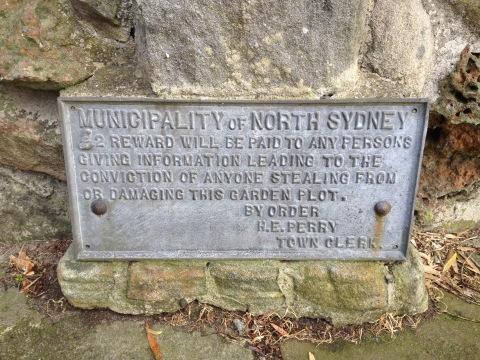 MUNICIPALITY OF NORTH SYDNEY
£2 REWARD WILL BE PAID TO ANY PERSONS
GIVING INFORMATION LEADING TO THE
CONVICTION OF ANYONE STEALING FROM
OR DAMAGING THIS GARDEN PLOT.
BY ORDER
H.E. PERRY
TOWN CLERK.